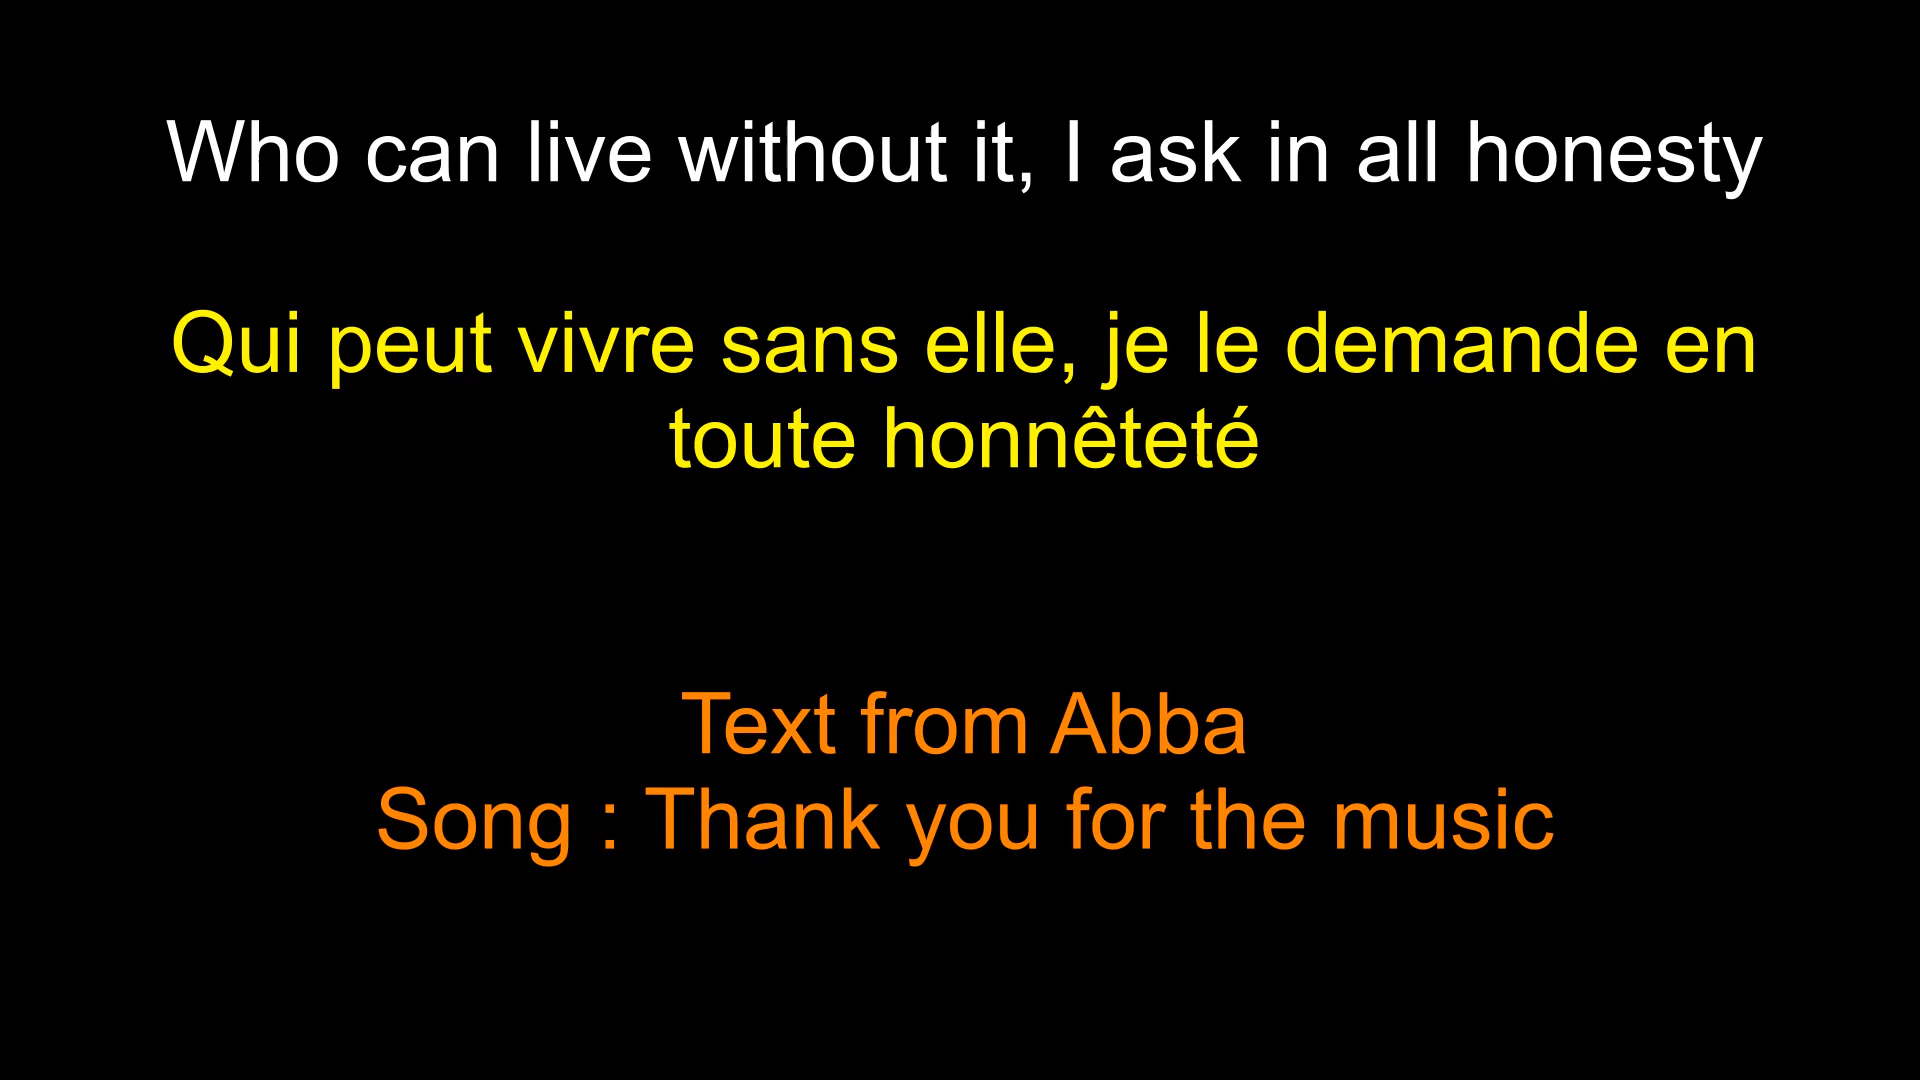 Who can live without it, I ask in all honesty
Qui peut vivre sans elle, je le demande en
toute honnêteté
Text from Abba
Song : Thank you for the music